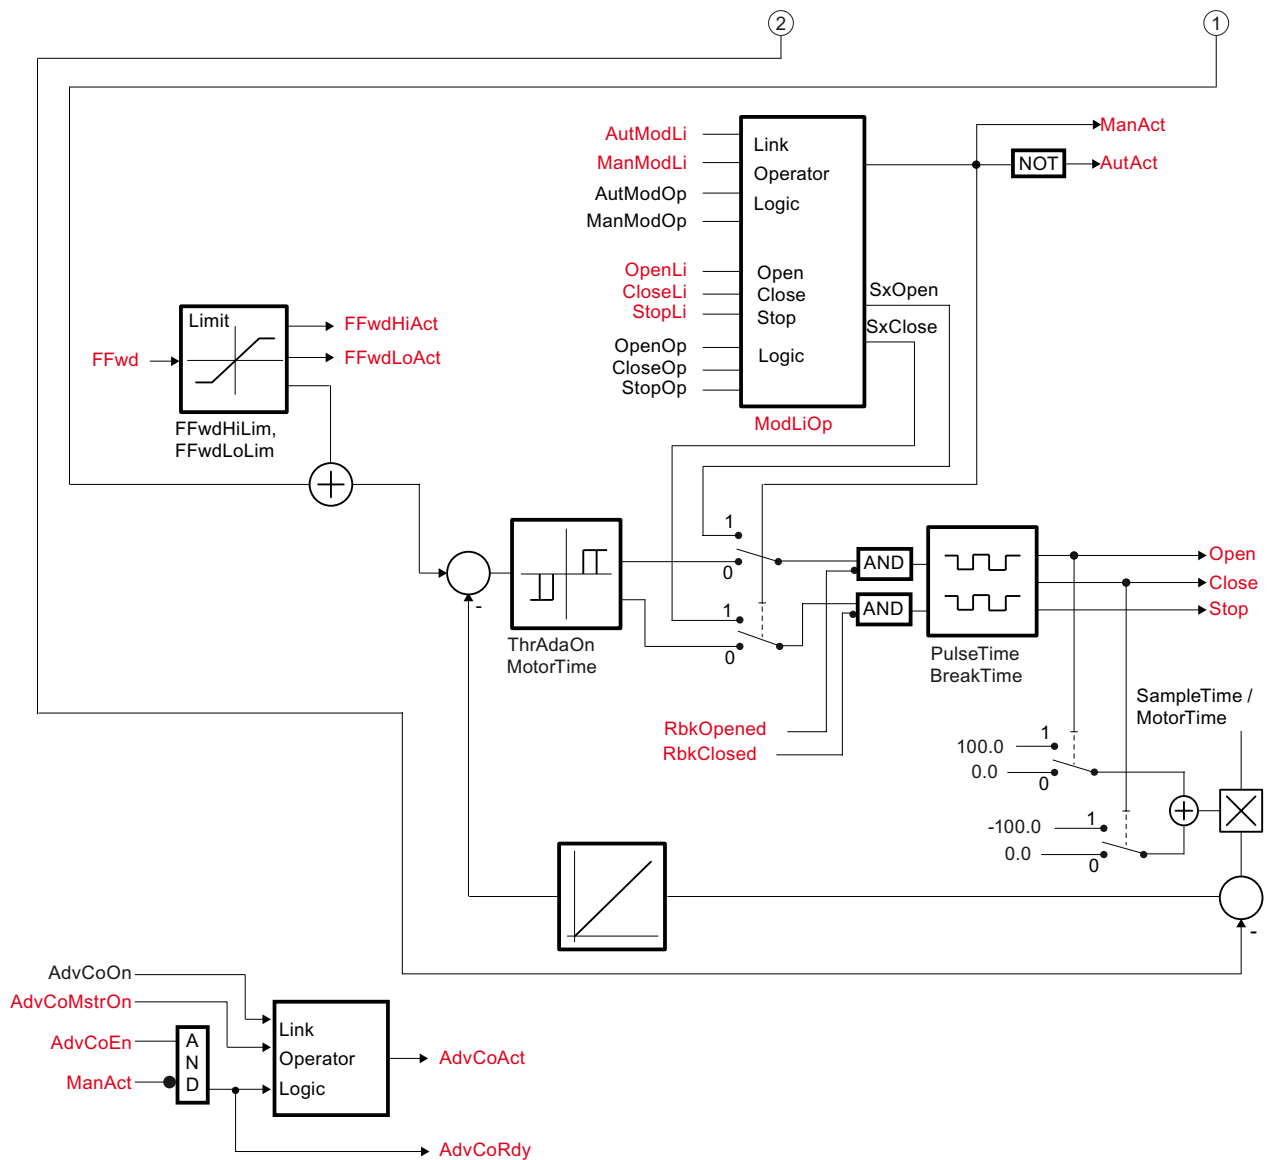 2
1
AutModLi
ManModLi
AutModOp
ManModOp
OpenLi
CloseLi
StopLi
OpenOp
CloseOp
StopOp
Link
Operator
Logic
Open
Close
Stop
Logic
ModLiOp
SxOpen
SxClose
ManAct
NOT
AutAct
FFwd
Limit
FFwdHiAct
FFwdLoAct
FFwdHiLim,
FFwdLoLim
+
-
ThrAdaOn
MotorTime
1
0
1
0
AND
AND
PulseTime
BreakTime
Open
Close
Stop
RbkOpened
RbkClosed
SampleTime /
MotorTime
100.0
1
0.0
0
-100.0
1
0.0
0
+
-
AdvCoOn
AdvCoMstrOn
AdvCoEn
ManAct
A
N
D
Link
Operator
Logic
AdvCoAct
AdvCoRdy